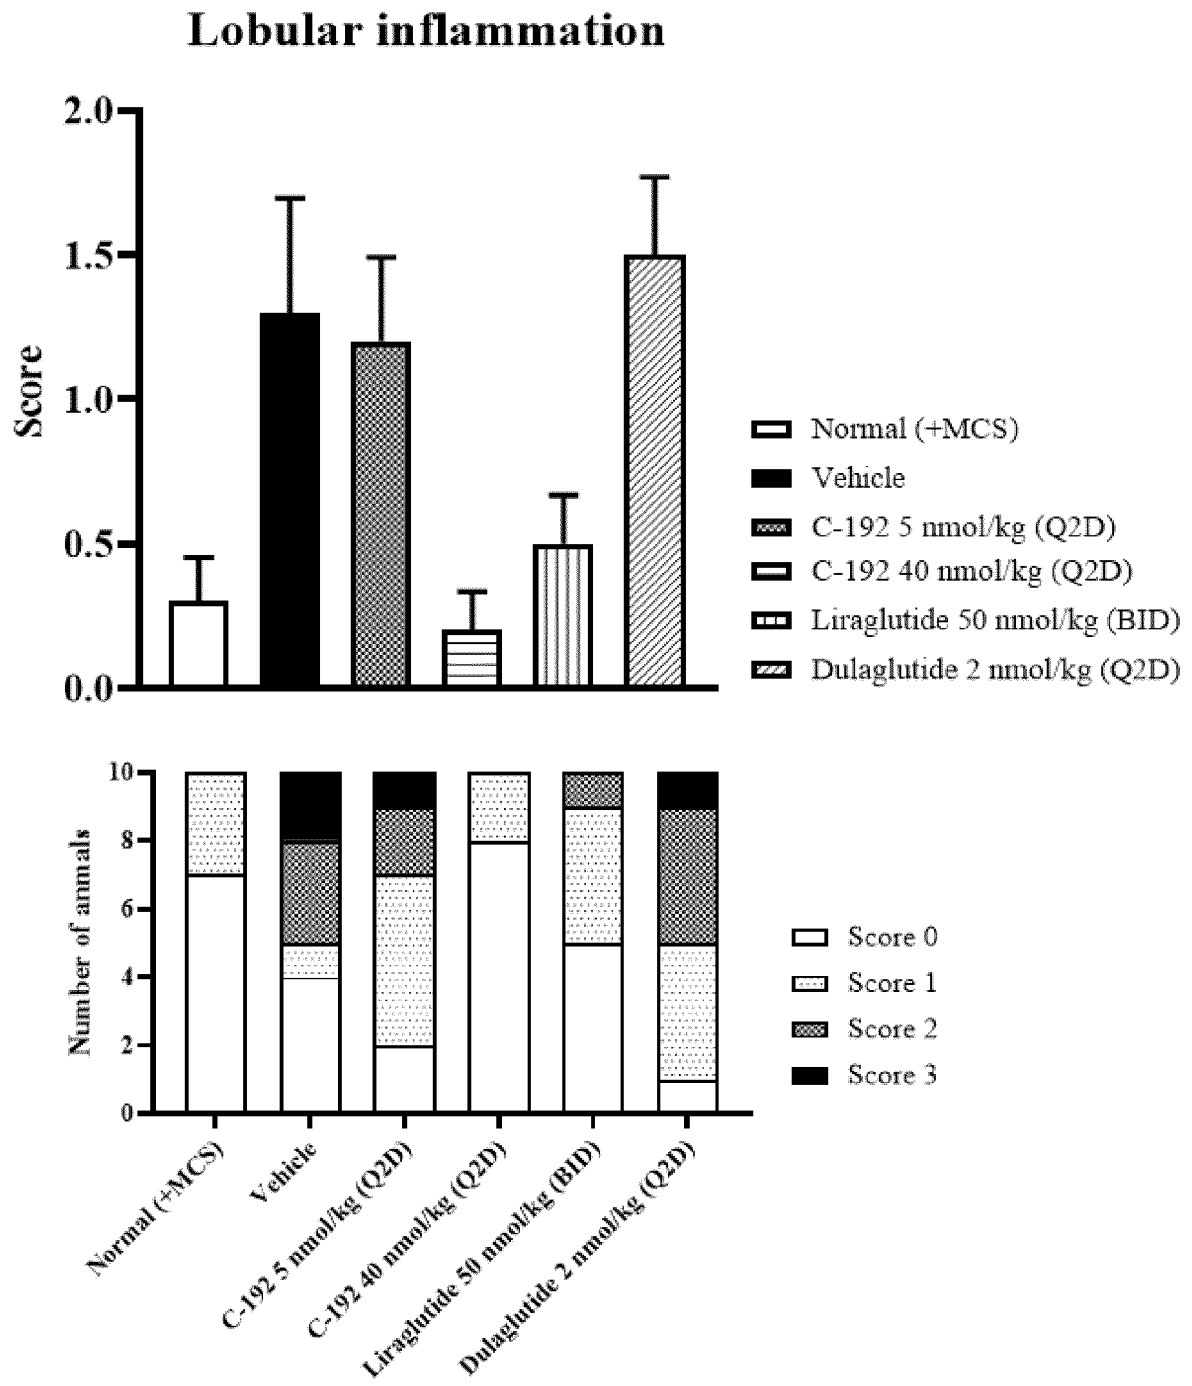 Lobular inflammation
2.0
1.5
1.0
0.5
0.0
Score
Normal (+MCS)
Vehicle
C-192 5 nmol/kg (Q2D)
C-192 40 nmol/kg (Q2D)
Liraglutide 50 nmol/kg (BID)
Dulaglutide 2 nmol/kg (Q2D)
10
8
6
4
2
0
Number of anmals
Score 0
Score 1
Score 2
Score 3
Normal (+MCS)
Vehicle
C-192 5 nmol/kg (Q2D)
C-192 40 nmol/kg (Q2D)
Liraglutide 50 nmol/kg (BID)
Dulaglutide 2 nmol/kg (Q2D)